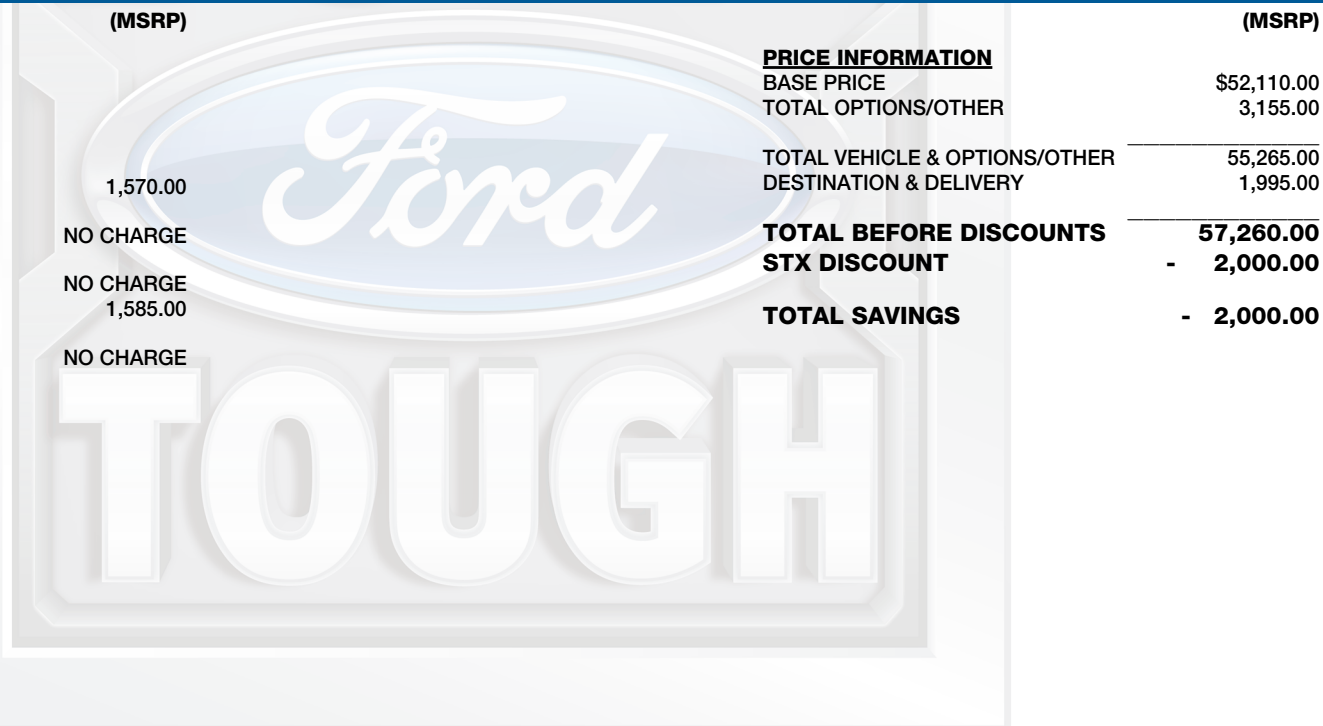 (MSRP)
1,570.00
NO CHARGE
NO CHARGE
1,585.00
NO CHARGE
(MSRP)
PRICE INFORMATION
BASE PRICE $52,110.00
TOTAL OPTIONS/OTHER 3,155.00
TOTAL VEHICLE & OPTIONS/OTHER 55,265.00
DESTINATION & DELIVERY 1,995.00
TOTAL BEFORE DISCOUNTS 57,260.00
STX DISCOUNT - 2,000.00
TOTAL SAVINGS - 2,000.00
Ford
TOUGH